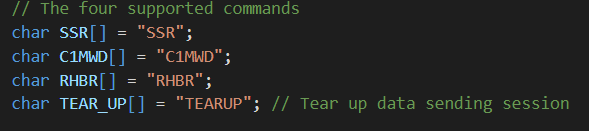 // The four supported commands
char SSR[] = "SSR";
char C1MWD[] = "C1MWD";
char RHBR[] = "RHBR";
char TEAR_UP[] = "TEARUP"; // Tear up data sending session